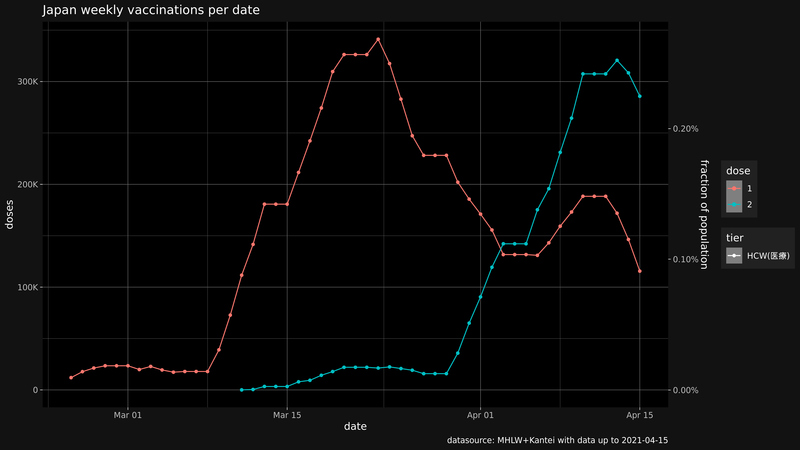 Japan weekly vaccinations per date
300K
200K
100K
0
doses
0.20%
0.10%
0.00%
fraction of population
dose
1
2
tier
HCW(医療)
Mar 01
Mar 15
Apr 01
Apr 15
date
datasource: MHLW+Kantei with data up to 2021-04-15